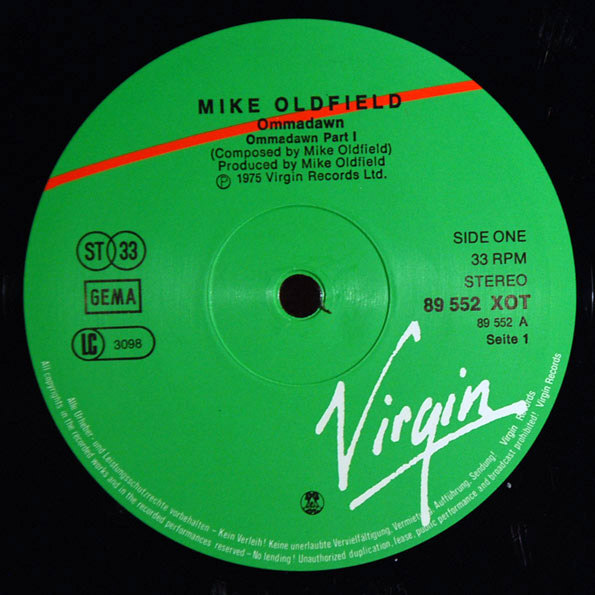 MIKE OLDFIELD
Ommadawn
Ommadawn Part I
(Composed by Mike Oldfield)
Produced by Mike Oldfield
Ⓟ 1975 Virgin Records Ltd.
ST 33
GEMA
LC 3098
SIDE ONE
33 RPM
STEREO
89 552 XOT
89 552 A
Seite 1
Virgin
Alle Urheber- und Leistungsschutzrechte vorbehalten – Kein Verleih! Keine unerlaubte Vervielfältigung, Vermietung, Aufführung, Sendung! Virgin Records
All copyrights in the recorded works and in the recorded performances reserved – No lending! Unauthorized duplication, lease, public performance and broadcast prohibited! Virgin Records